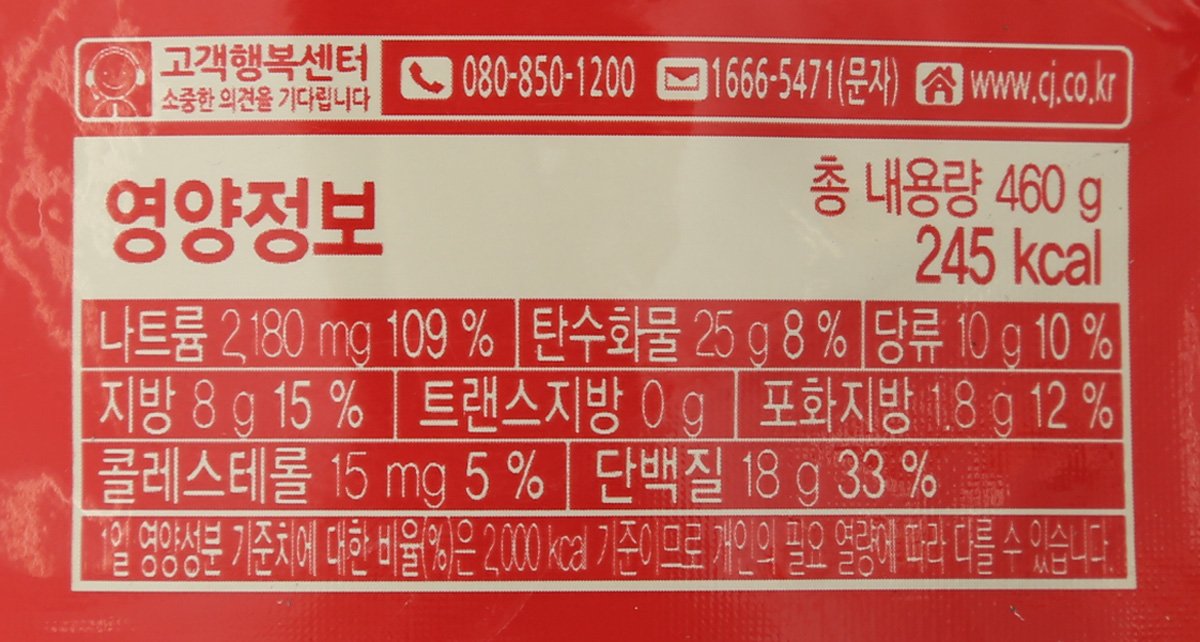 고객행복센터 080-850-1200 1666-5471(문자) www.cj.co.kr
소중한 의견을 기다립니다
영양정보 총 내용량 460 g
245 kcal
나트륨 2,180 mg 109 % 탄수화물 25 g 8 % 당류 10 g 10 %
지방 8 g 15 % 트랜스지방 0 g 포화지방 1.8 g 12 %
콜레스테롤 15 mg 5 % 단백질 18 g 33 %
1일 영양성분 기준치에 대한 비율(%)은 2,000 kcal 기준이므로 개인의 필요 열량에 따라 다를 수 있습니다.